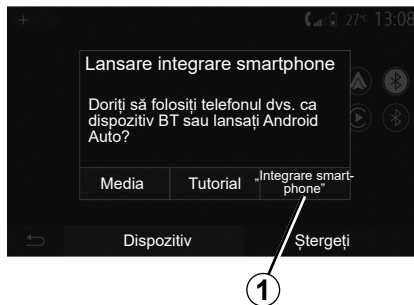 +
27°c 13:08
Lansare integrare smartphone
Doriți să folosiți telefonul dvs. ca
dispozitiv BT sau lansați Android
Auto?
Media
Tutorial
„Integrare smart-
phone”
Dispozitiv
Ștergeți
1